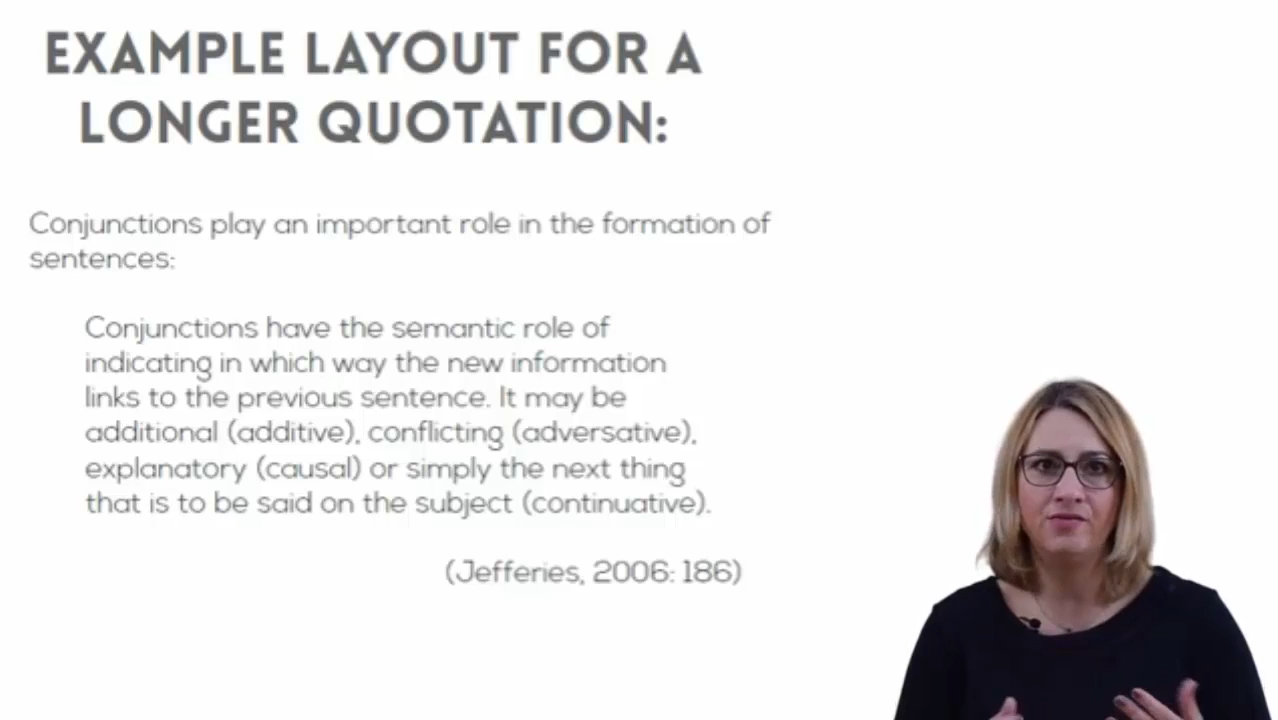 EXAMPLE LAYOUT FOR A
LONGER QUOTATION:
Conjunctions play an important role in the formation of
sentences:
Conjunctions have the semantic role of
indicating in which way the new information
links to the previous sentence. It may be
additional (additive), conflicting (adversative),
explanatory (causal) or simply the next thing
that is to be said on the subject (continuative).
(Jefferies, 2006: 186)